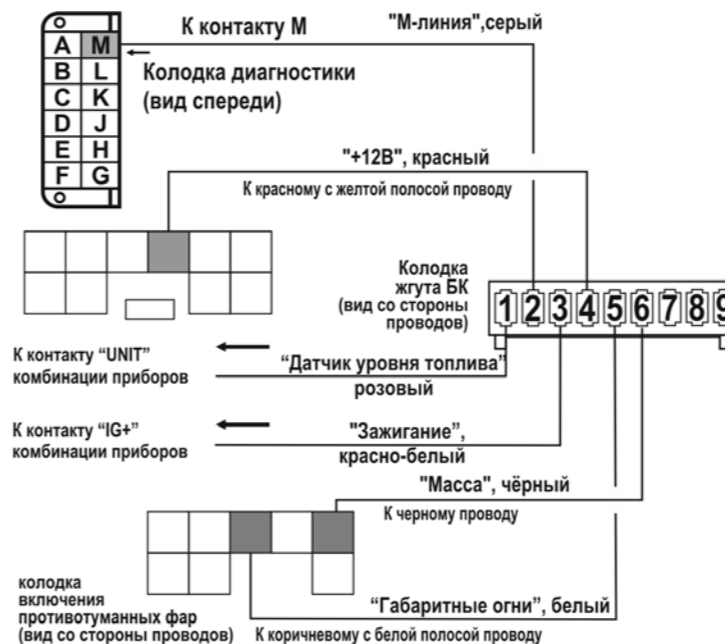 К контакту М
"М-линия",серый
A M
B L
C K
D J
E H
F G
Колодка диагностики
(вид спереди)
"+12В", красный
К красному с желтой полосой проводу
Колодка
жгута БК
(вид со стороны
проводов)
1 2 3 4 5 6 7 8 9
К контакту “UNIT”
комбинации приборов
“Датчик уровня топлива”
розовый
К контакту “IG+”
комбинации приборов
"Зажигание”,
красно-белый
"Масса", чёрный
К черному проводу
колодка
включения
противотуманных фар
(вид со стороны проводов)
“Габаритные огни”, белый
К коричневому с белой полосой проводу